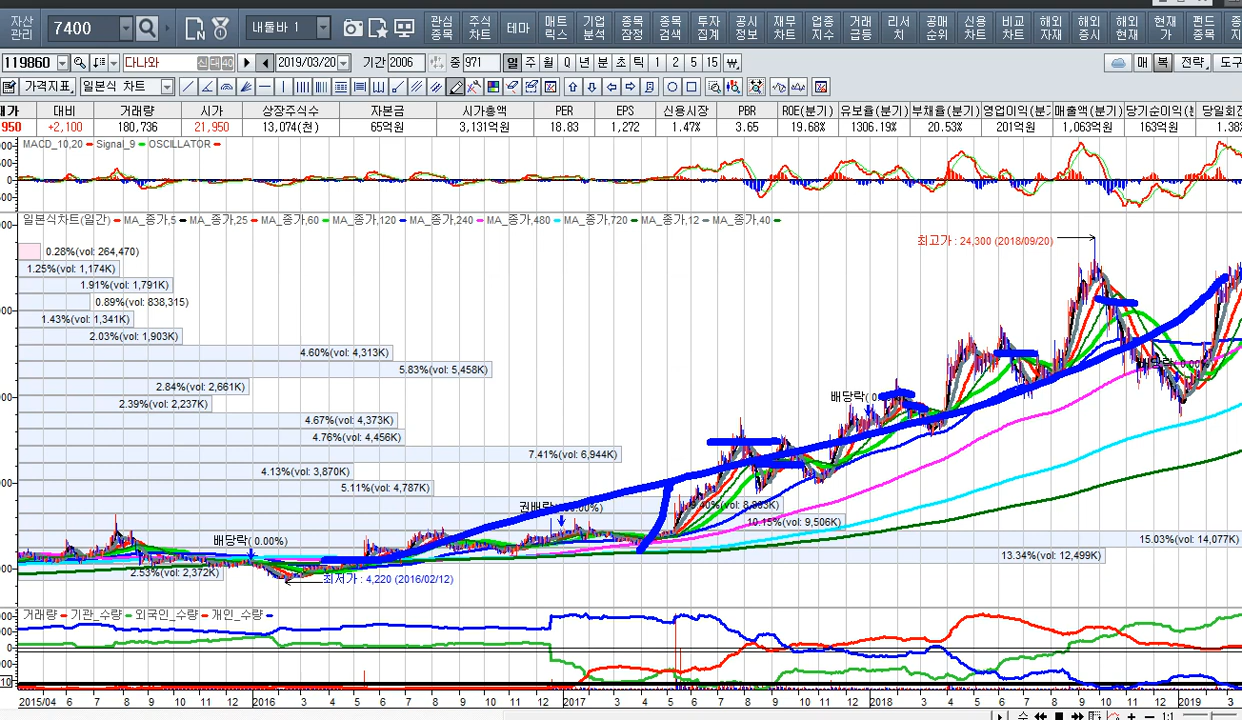 자산 관리 7400 내툴바 1 관심 종목 주식 차트 테마 매트 릭스 기업 분석 종목 잠정 종목 검색 투자 집계 공시 정보 재무 차트 업종 지수 거래 급등 리서 치 공매 순위 신용 차트 비교 차트 해외 자재 해외 증시 해외 현재 현재 가 펀드 종목
119860 다나와 신 대 40 2019/03/20 기간 2006 중 971 일 주 월 Q 년 분 초 틱 1 2 5 15 매 복 전략 도구
가격지표 일본식 차트
대비 거래량 시가 상장주식수 자본금 시가총액 PER EPS 신용시장 PBR ROE(분기) 유보율(분기) 부채율(분기) 영업이익(분기 매출액(분기) 당기순이익(분 당일회전
950 +2,100 180,736 21,950 13,074(천) 65억원 3,131억원 18.83 1,272 1.47% 3.65 19.68% 1306.19% 20.53% 201억원 1,063억원 163억원 1.38%
MACD_10,20 Signal_9 OSCILLATOR
일본식차트(일간) MA_종가,5 MA_종가,25 MA_종가,60 MA_종가,120 MA_종가,240 MA_종가,480 MA_종가,720 MA_종가,12 MA_종가,40
최고가 : 24,300 (2018/09/20)
0.28%(vol: 264,470)
1.25%(vol: 1,174K)
1.91%(vol: 1,791K)
0.89%(vol: 838,315)
1.43%(vol: 1,341K)
2.03%(vol: 1,903K)
4.60%(vol: 4,313K)
5.83%(vol: 5,458K)
배당락
2.84%(vol: 2,661K)
배당락(
2.39%(vol: 2,237K)
4.67%(vol: 4,373K)
4.76%(vol: 4,456K)
7.41%(vol: 6,944K)
4.13%(vol: 3,870K)
5.11%(vol: 4,787K)
권배락
10.15%(vol: 9,506K)
배당락(0.00%)
15.03%(vol: 14,077K)
13.34%(vol: 12,499K)
2.53%(vol: 2,372K)
최저가 : 4,220 (2016/02/12)
거래량 기관_수량 외국인_수량 개인_수량
2015/04 6 7 8 9 10 11 12 2016 3 4 5 6 7 8 9 10 11 12 2017 3 4 5 6 7 8 9 10 11 12 2018 3 4 5 6 7 8 9 10 11 12 2019 3
1:1